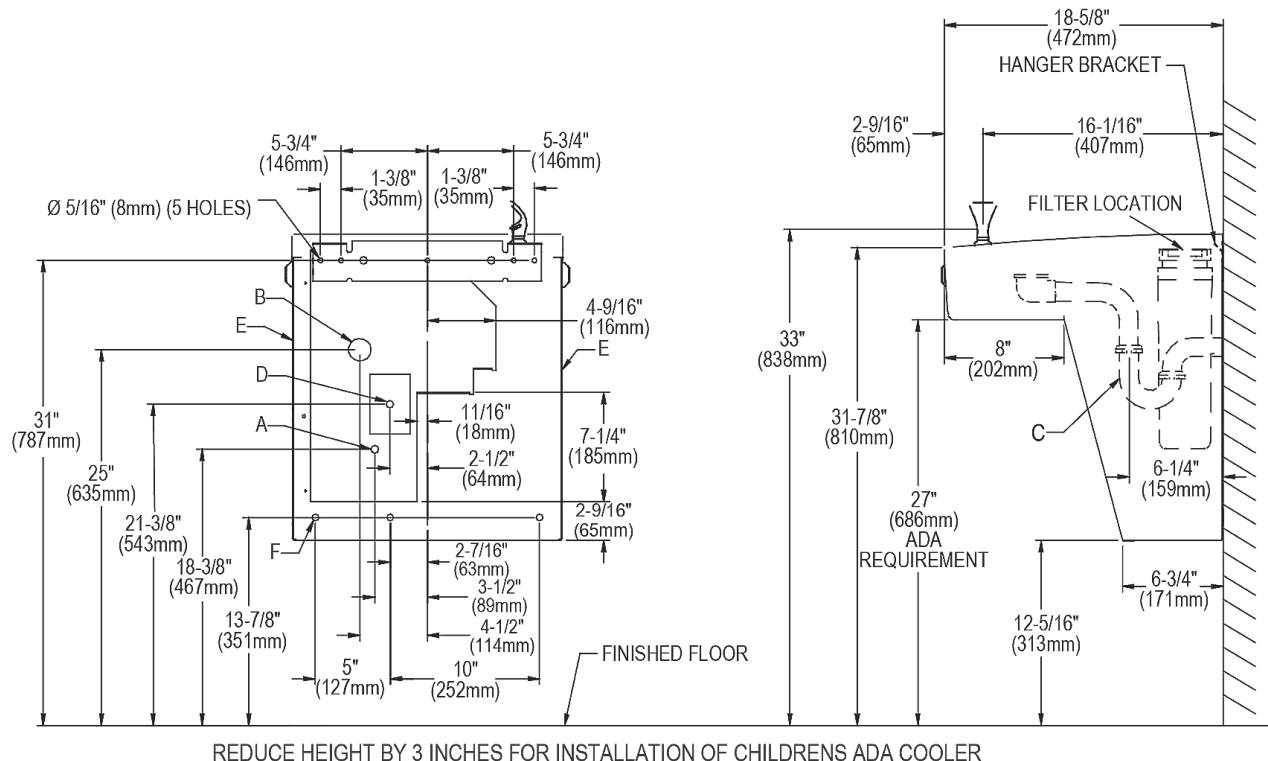 18-5/8"
(472mm)
HANGER BRACKET
2-9/16"
(65mm)
16-1/16"
(407mm)
5-3/4"
(146mm)
5-3/4"
(146mm)
1-3/8"
(35mm)
1-3/8"
(35mm)
Ø 5/16" (8mm) (5 HOLES)
FILTER LOCATION
B
E
4-9/16"
(116mm)
E
33"
(838mm)
8"
(202mm)
D
A
11/16"
(18mm)
7-1/4"
(185mm)
31"
(787mm)
31-7/8"
(810mm)
C
2-1/2"
(64mm)
25"
(635mm)
6-1/4"
(159mm)
21-3/8"
(543mm)
2-9/16"
(65mm)
27"
(686mm)
ADA
REQUIREMENT
F
18-3/8"
(467mm)
2-7/16"
(63mm)
3-1/2"
(89mm)
6-3/4"
(171mm)
13-7/8"
(351mm)
4-1/2"
(114mm)
12-5/16"
(313mm)
5"
(127mm)
10"
(252mm)
FINISHED FLOOR
REDUCE HEIGHT BY 3 INCHES FOR INSTALLATION OF CHILDRENS ADA COOLER